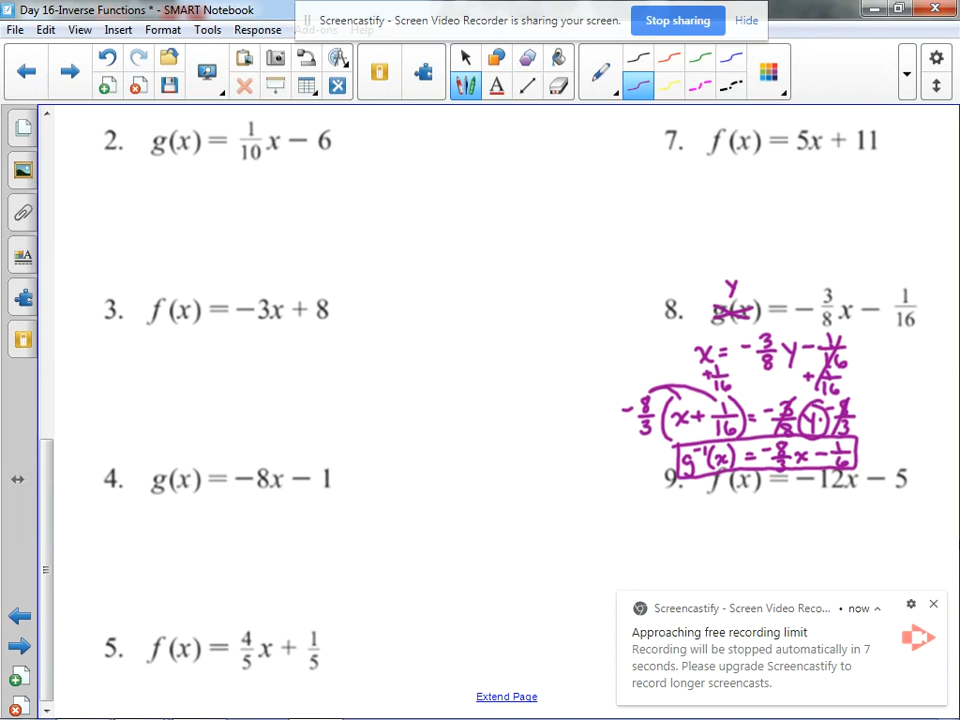 Day 16-Inverse Functions * - SMART Notebook
Screencastify - Screen Video Recorder is sharing your screen.
Stop sharing
Hide
File Edit View Insert Format Tools Response Add-ons Help
2. g(x) = 1/10 x − 6
7. f(x) = 5x + 11
3. f(x) = −3x + 8
8. g(x) = − 3/8 x − 1/16
y
x = − 3/8 y − 1/16
+ 1/16 + 1/16
− 8/3 (x + 1/16) = − 3/8 y · − 8/3
g⁻¹(x) = − 8/3 x − 1/6
4. g(x) = −8x − 1
9. f(x) = −12x − 5
5. f(x) = 4/5 x + 1/5
Screencastify - Screen Video Reco... • now
Approaching free recording limit
Recording will be stopped automatically in 7
seconds. Please upgrade Screencastify to
record longer screencasts.
Extend Page